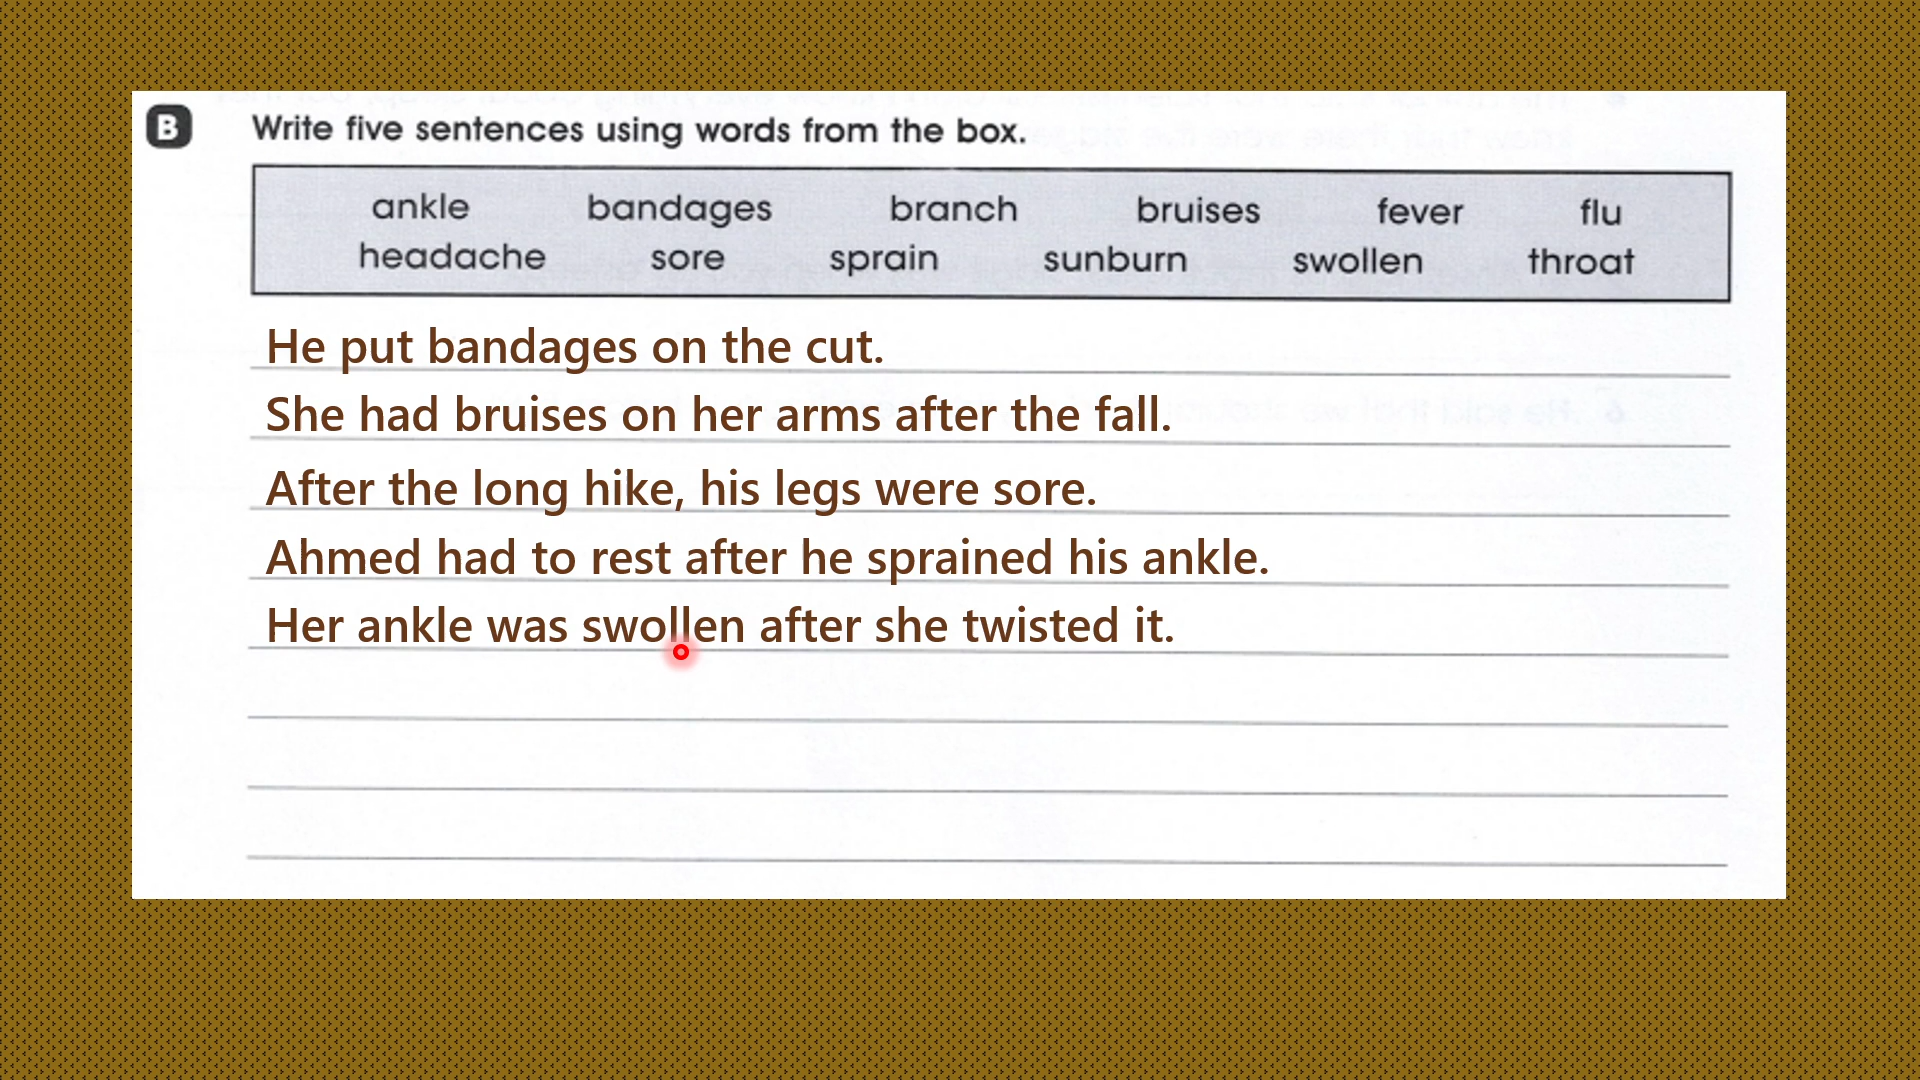 B Write five sentences using words from the box.
ankle bandages branch bruises fever flu
headache sore sprain sunburn swollen throat
He put bandages on the cut.
She had bruises on her arms after the fall.
After the long hike, his legs were sore.
Ahmed had to rest after he sprained his ankle.
Her ankle was swollen after she twisted it.